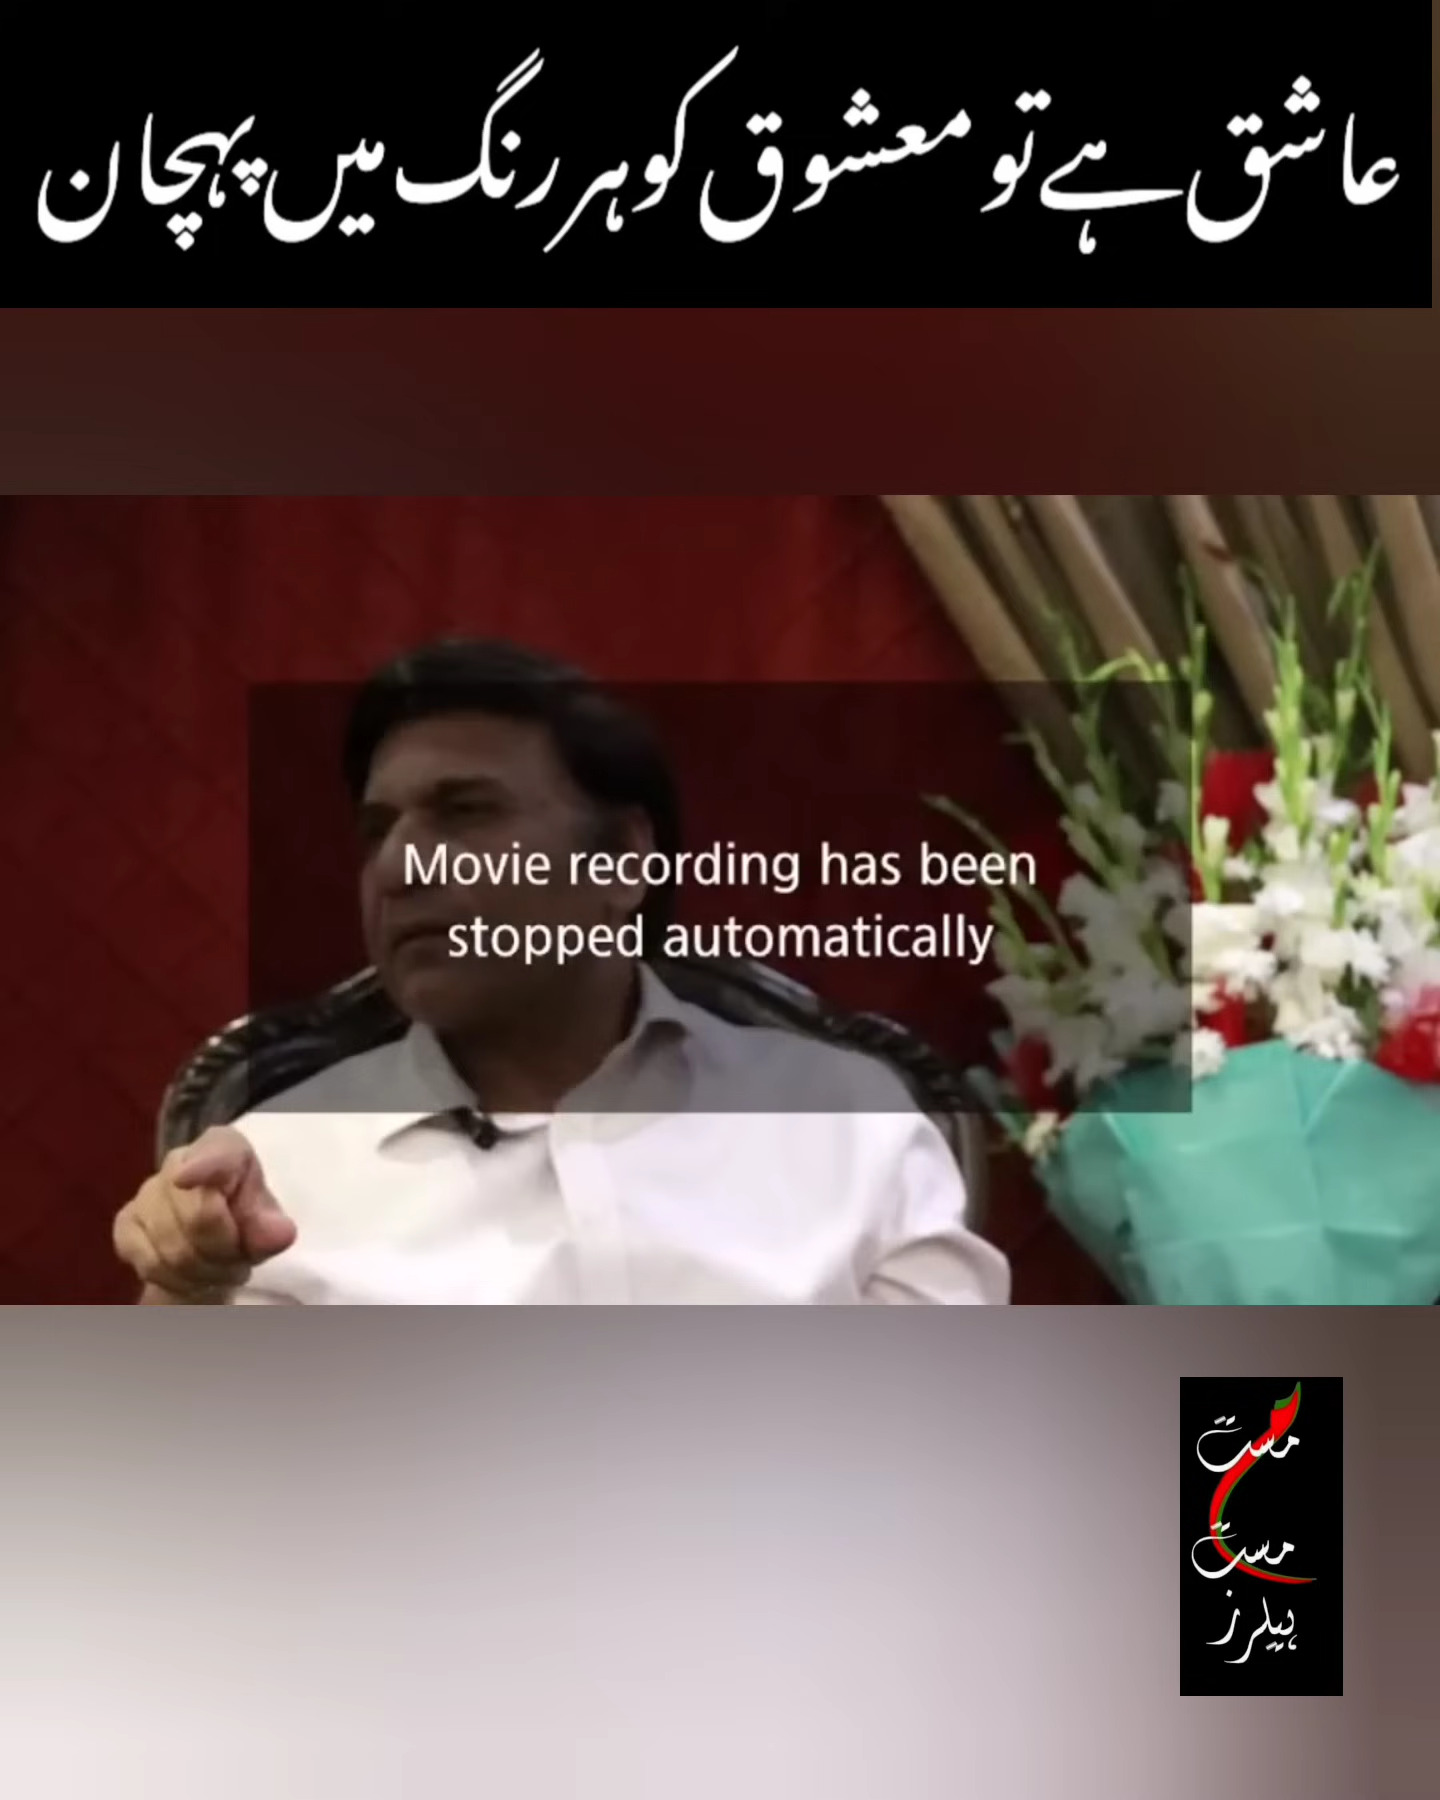 عاشق ہے تو معشوق کو ہر رنگ میں پہچان
Movie recording has been
stopped automatically
مست
مست
ہیلرز